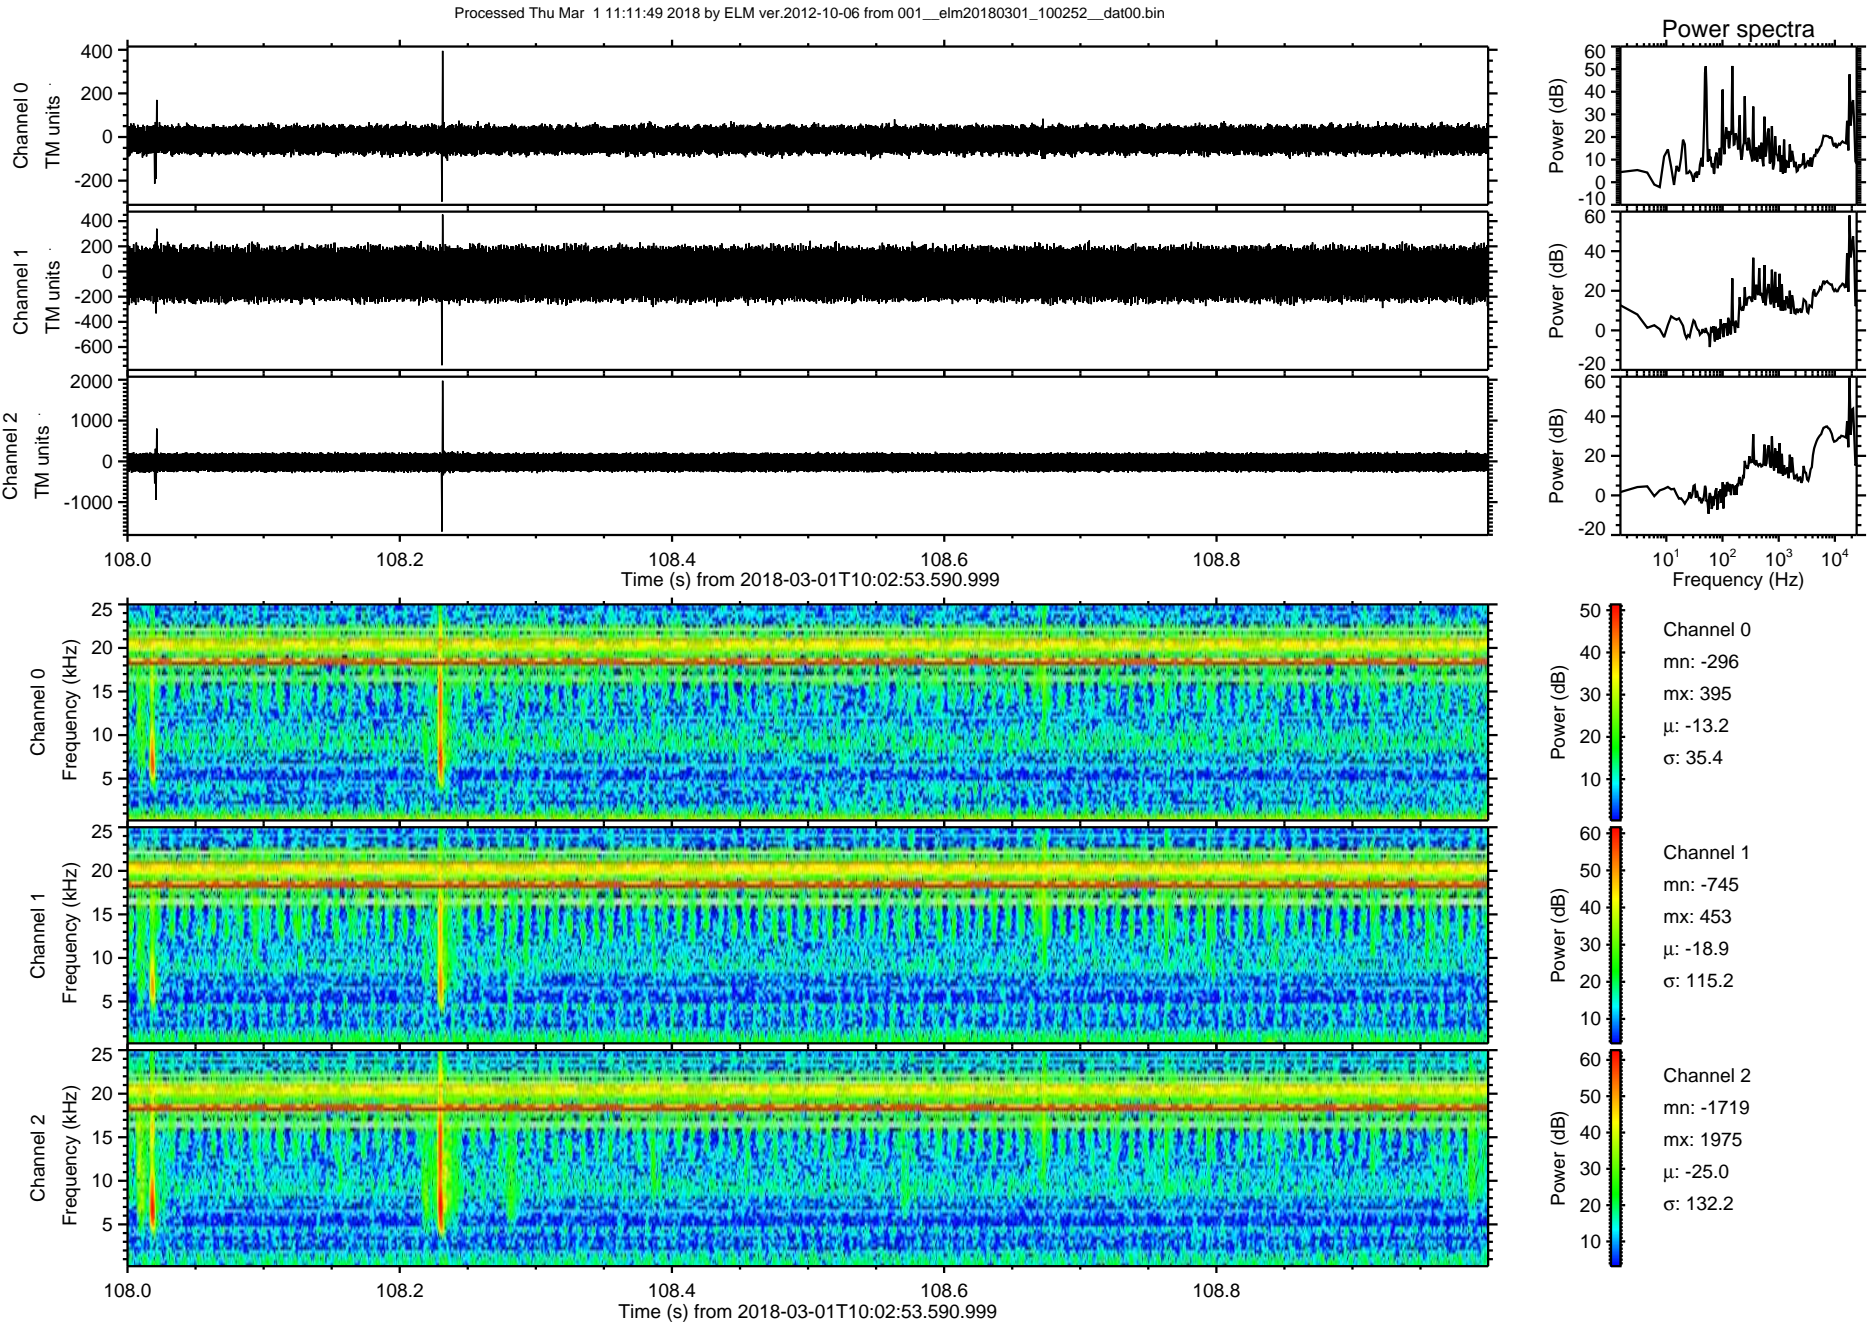 Processed Thu Mar  1 11:11:49 2018 by ELM ver.2012-10-06 from 001__elm20180301_100252__dat00.bin
Power spectra
Channel 0
TM units
400
200
0
-200
Power (dB)
60
50
40
30
20
10
0
-10
Channel 1
TM units
400
200
0
-200
-400
-600
Power (dB)
60
40
20
0
-20
Channel 2
TM units
2000
1000
0
-1000
Power (dB)
60
40
20
0
-20
108.0 108.2 108.4 108.6 108.8
Time (s) from 2018-03-01T10:02:53.590.999
10¹ 10² 10³ 10⁴
Frequency (Hz)
Channel 0
Frequency (kHz)
25
20
15
10
5
Power (dB)
50
40
30
20
10
Channel 0
mn: -296
mx: 395
μ: -13.2
σ: 35.4
Channel 1
Frequency (kHz)
25
20
15
10
5
Power (dB)
60
50
40
30
20
10
Channel 1
mn: -745
mx: 453
μ: -18.9
σ: 115.2
Channel 2
Frequency (kHz)
25
20
15
10
5
Power (dB)
60
50
40
30
20
10
Channel 2
mn: -1719
mx: 1975
μ: -25.0
σ: 132.2
108.0 108.2 108.4 108.6 108.8
Time (s) from 2018-03-01T10:02:53.590.999